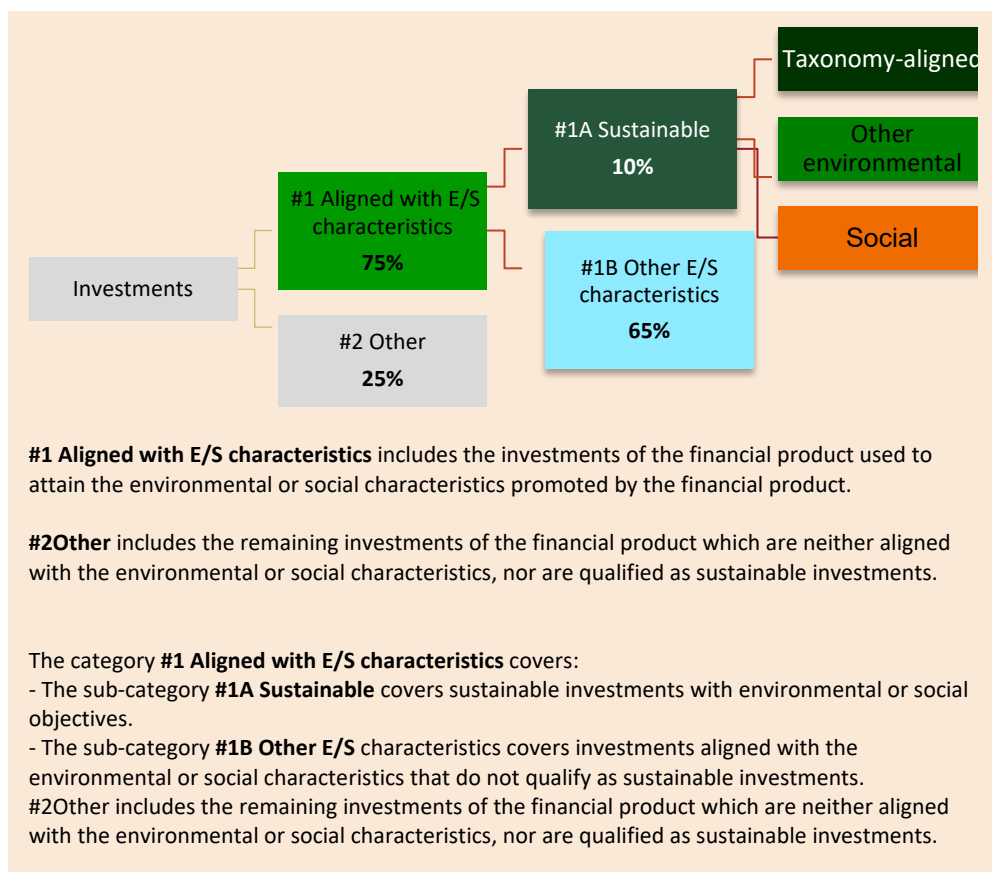 Taxonomy-aligned
#1A Sustainable
10%
Other
environmental
#1 Aligned with E/S
characteristics
75%
Social
#1B Other E/S
characteristics
65%
Investments
#2 Other
25%
#1 Aligned with E/S characteristics includes the investments of the financial product used to
attain the environmental or social characteristics promoted by the financial product.
#2Other includes the remaining investments of the financial product which are neither aligned
with the environmental or social characteristics, nor are qualified as sustainable investments.
The category #1 Aligned with E/S characteristics covers:
- The sub-category #1A Sustainable covers sustainable investments with environmental or social
objectives.
- The sub-category #1B Other E/S characteristics covers investments aligned with the
environmental or social characteristics that do not qualify as sustainable investments.
#2Other includes the remaining investments of the financial product which are neither aligned
with the environmental or social characteristics, nor are qualified as sustainable investments.